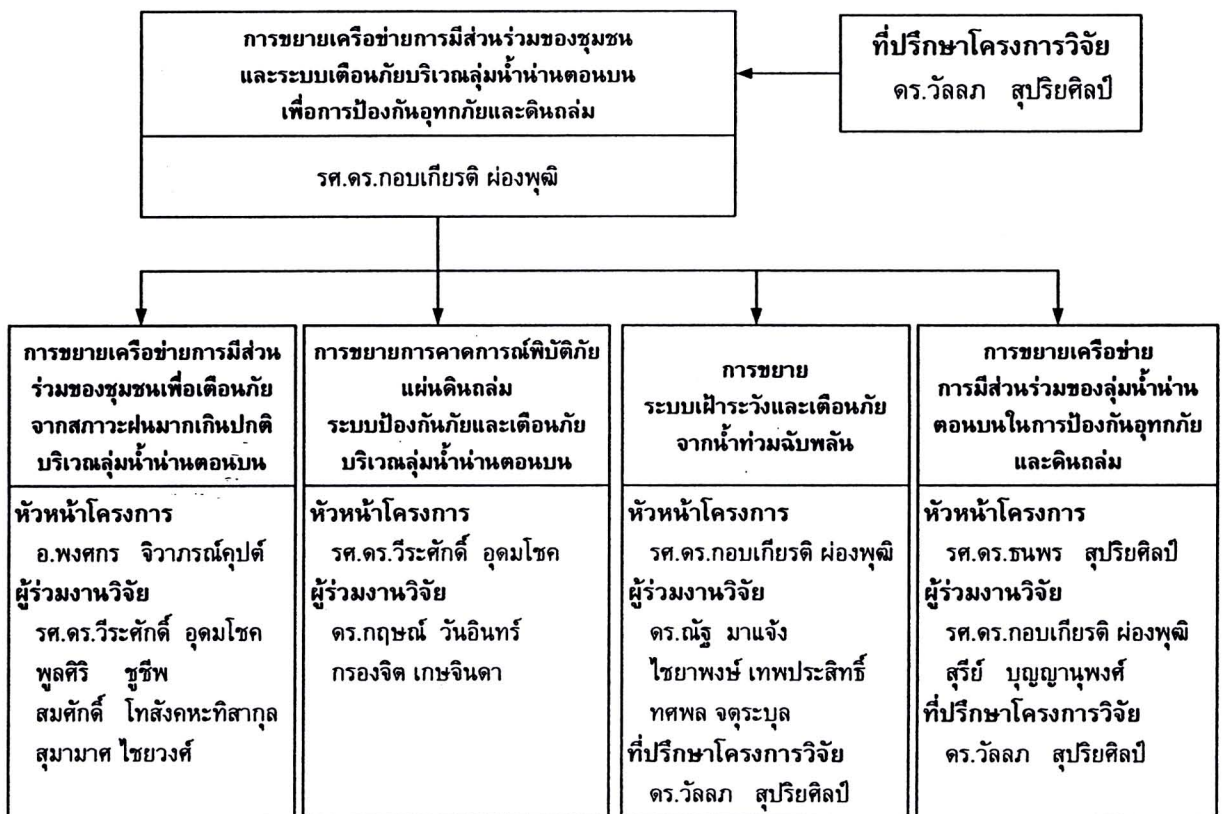 การขยายเครือข่ายการมีส่วนร่วมของชุมชน
และระบบเตือนภัยบริเวณลุ่มน้ำน่านตอนบน
เพื่อการป้องกันอุทกภัยและดินถล่ม
รศ.ดร.กอบเกียรติ ผ่องพุฒิ
ที่ปรึกษาโครงการวิจัย
ดร.วัลลภ สุปริยศิลป์
การขยายเครือข่ายการมีส่วน
ร่วมของชุมชนเพื่อเตือนภัย
จากสภาวะฝนมากเกินปกติ
บริเวณลุ่มน้ำน่านตอนบน
หัวหน้าโครงการ
อ.พงศกร จิวาภรณ์คุปต์
ผู้ร่วมงานวิจัย
รศ.ดร.วีระศักดิ์ อุดมโชค
พูลศิริ ชูชีพ
สมศักดิ์ โทสังคหะทิสากุล
สุมามาศ ไชยวงศ์
การขยายการคาดการณ์พิบัติภัย
แผ่นดินถล่ม
ระบบป้องกันภัยและเตือนภัย
บริเวณลุ่มน้ำน่านตอนบน
หัวหน้าโครงการ
รศ.ดร.วีระศักดิ์ อุดมโชค
ผู้ร่วมงานวิจัย
ดร.กฤษณ์ วันอินทร์
กรองจิต เกษจินดา
การขยาย
ระบบเฝ้าระวังและเตือนภัย
จากน้ำท่วมฉับพลัน
หัวหน้าโครงการ
รศ.ดร.กอบเกียรติ ผ่องพุฒิ
ผู้ร่วมงานวิจัย
ดร.ณัฐ มาแจ้ง
ไชยาพงษ์ เทพประสิทธิ์
ทศพล จตุระบุล
ที่ปรึกษาโครงการวิจัย
ดร.วัลลภ สุปริยศิลป์
การขยายเครือข่าย
การมีส่วนร่วมของลุ่มน้ำน่าน
ตอนบนในการป้องกันอุทกภัย
และดินถล่ม
หัวหน้าโครงการ
รศ.ดร.ธนพร สุปริยศิลป์
ผู้ร่วมงานวิจัย
รศ.ดร.กอบเกียรติ ผ่องพุฒิ
สุรีย์ บุญญานุพงศ์
ที่ปรึกษาโครงการวิจัย
ดร.วัลลภ สุปริยศิลป์